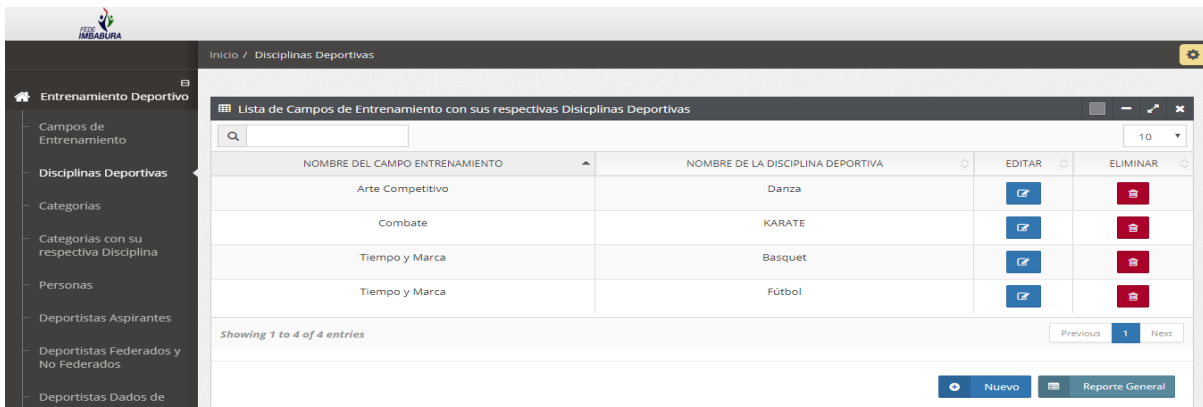 FEDE
IMBABURA
Inicio / Disciplinas Deportivas
Entrenamiento Deportivo
Campos de
Entrenamiento
Disciplinas Deportivas
Categorias
Categorias con su
respectiva Disciplina
Personas
Deportistas Aspirantes
Deportistas Federados y
No Federados
Deportistas Dados de
Lista de Campos de Entrenamiento con sus respectivas Disicplinas Deportivas
10
NOMBRE DEL CAMPO ENTRENAMIENTO NOMBRE DE LA DISCIPLINA DEPORTIVA EDITAR ELIMINAR
Arte Competitivo Danza
Combate KARATE
Tiempo y Marca Basquet
Tiempo y Marca Fútbol
Showing 1 to 4 of 4 entries Previous 1 Next
Nuevo Reporte General